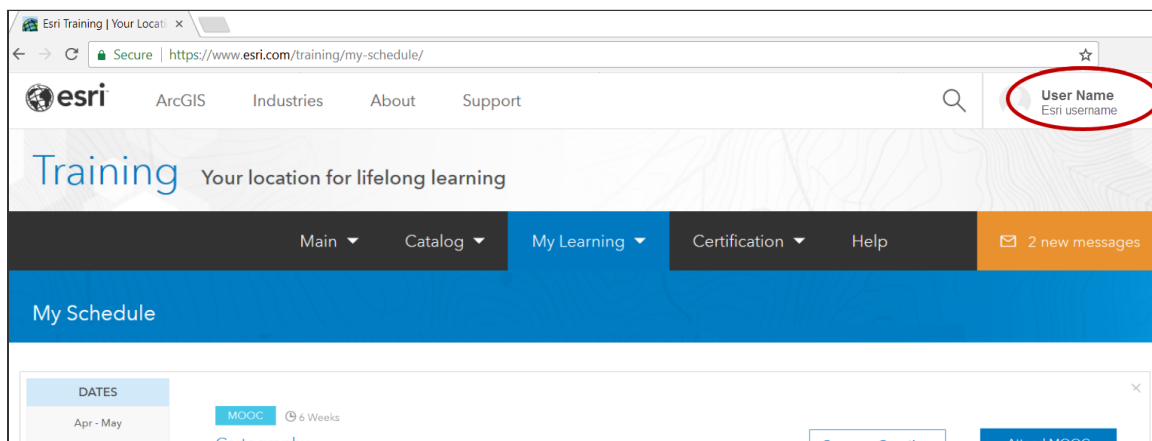 Esri Training | Your Locati
Secure | https://www.esri.com/training/my-schedule/
esri ArcGIS Industries About Support
User Name
Esri username
Training Your location for lifelong learning
Main Catalog My Learning Certification Help 2 new messages
My Schedule
DATES
Apr - May
MOOC 6 Weeks